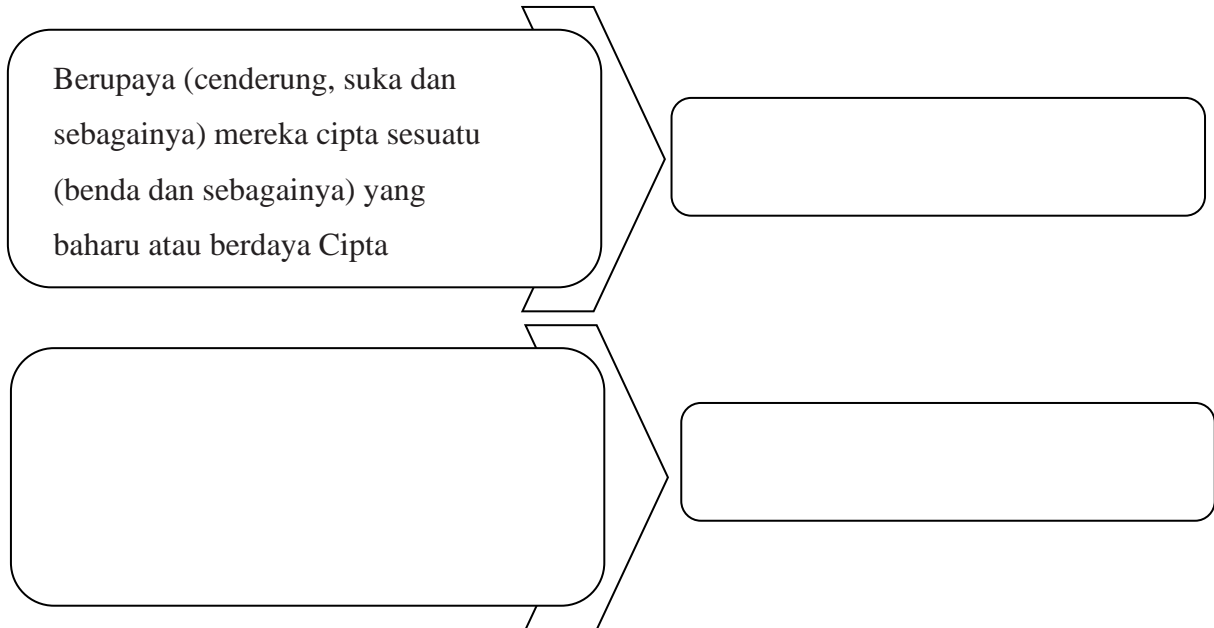 Berupaya (cenderung, suka dan
sebagainya) mereka cipta sesuatu
(benda dan sebagainya) yang
baharu atau berdaya Cipta